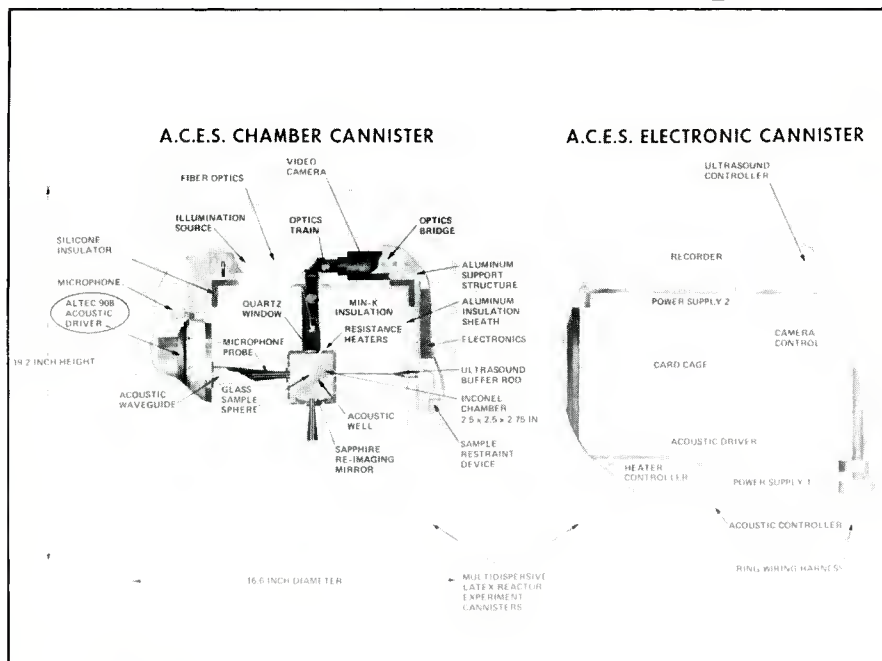 A.C.E.S. CHAMBER CANNISTER
VIDEO
CAMERA
FIBER OPTICS
ILLUMINATION
SOURCE
OPTICS
TRAIN
OPTICS
BRIDGE
SILICONE
INSULATOR
MICROPHONE
ALTEC 908
ACOUSTIC
DRIVER
QUARTZ
WINDOW
MIN-K
INSULATION
RESISTANCE
HEATERS
ALUMINUM
SUPPORT
STRUCTURE
ALUMINUM
INSULATION
SHEATH
ELECTRONICS
19.2 INCH HEIGHT
MICROPHONE
PROBE
ACOUSTIC
WAVEGUIDE
GLASS
SAMPLE
SPHERE
ACOUSTIC
WELL
SAPPHIRE
RE-IMAGING
MIRROR
ULTRASOUND
BUFFER ROD
INCONEL
CHAMBER
2.5 x 2.5 x 2.75 IN
SAMPLE
RESTRAINT
DEVICE
16.6 INCH DIAMETER
MULTIDISPERSIVE
LATEX REACTOR
EXPERIMENT
CANNISTERS
A.C.E.S. ELECTRONIC CANNISTER
ULTRASOUND
CONTROLLER
RECORDER
POWER SUPPLY 2
CAMERA
CONTROL
CARD CAGE
ACOUSTIC DRIVER
HEATER
CONTROLLER
POWER SUPPLY 1
ACOUSTIC CONTROLLER
RING WIRING HARNESS